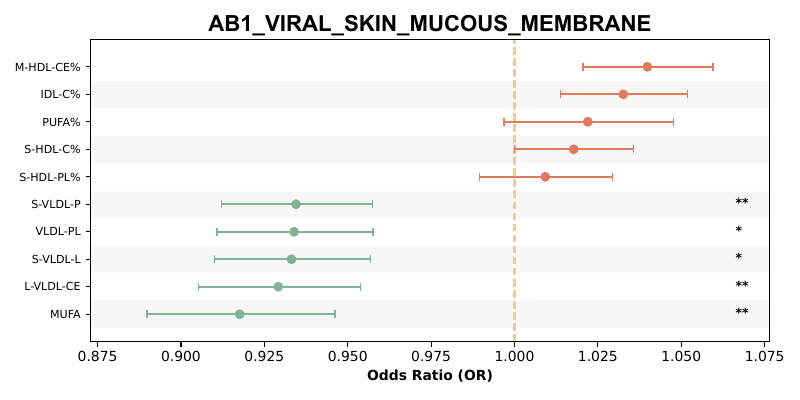 AB1_VIRAL_SKIN_MUCOUS_MEMBRANE
M-HDL-CE%
IDL-C%
PUFA%
S-HDL-C%
S-HDL-PL%
S-VLDL-P **
VLDL-PL *
S-VLDL-L *
L-VLDL-CE **
MUFA **
0.875 0.900 0.925 0.950 0.975 1.000 1.025 1.050 1.075
Odds Ratio (OR)